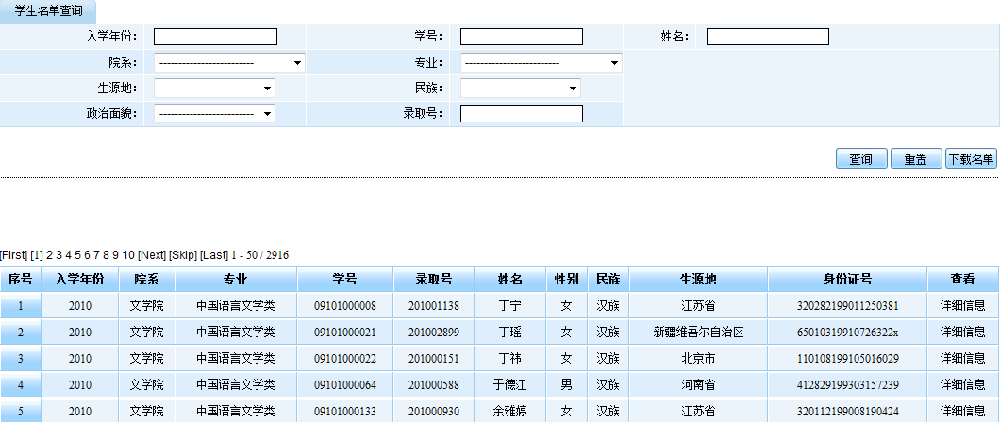 学生名单查询
入学年份： 学号： 姓名：
院系： ------------------------- 专业： -------------------------
生源地： ------------------------- 民族： -------------------------
政治面貌： ------------------------- 录取号：
查询 重置 下载名单
[First] [1] 2 3 4 5 6 7 8 9 10 [Next] [Skip] [Last] 1 - 50 / 2916
序号 入学年份 院系 专业 学号 录取号 姓名 性别 民族 生源地 身份证号 查看
1 2010 文学院 中国语言文学类 09101000008 201001138 丁宁 女 汉族 江苏省 320282199011250381 详细信息
2 2010 文学院 中国语言文学类 09101000021 201002899 丁瑶 女 汉族 新疆维吾尔自治区 65010319910726322x 详细信息
3 2010 文学院 中国语言文学类 09101000022 201000151 丁祎 女 汉族 北京市 110108199105016029 详细信息
4 2010 文学院 中国语言文学类 09101000064 201000588 于德江 男 汉族 河南省 412829199303157239 详细信息
5 2010 文学院 中国语言文学类 09101000133 201000930 余雅婷 女 汉族 江苏省 320112199008190424 详细信息